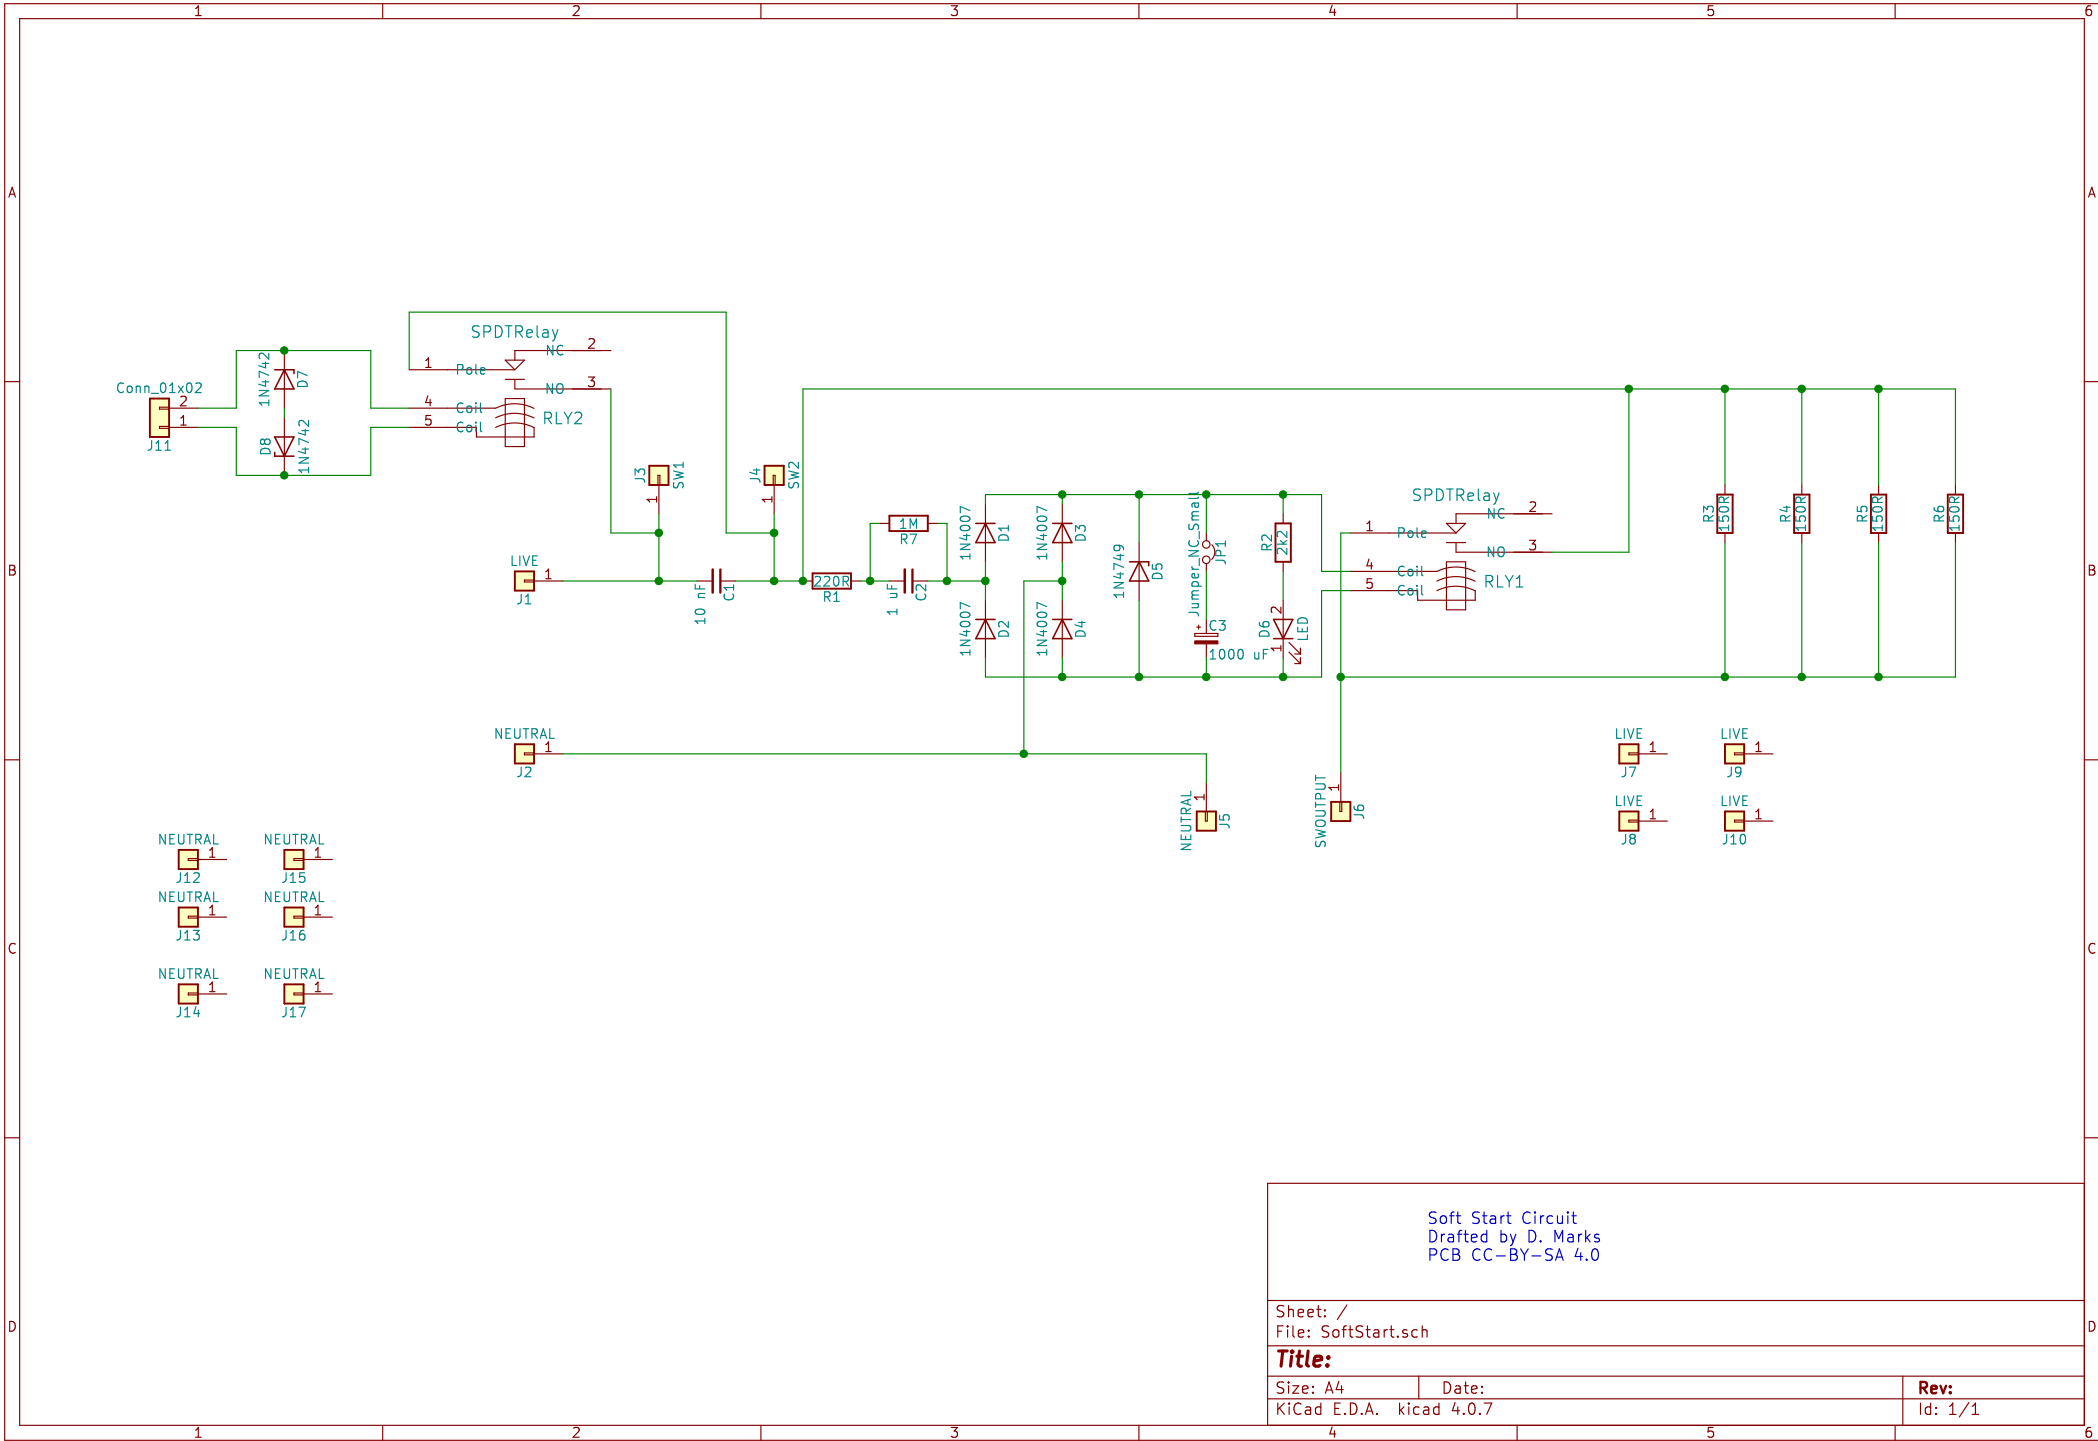 1 2 3 4 5 6
A A
SPDTRelay
NC 2
1 Pole
NO 3
4 Coil
5 Coil
RLY2
1N4742
D7
D8
1N4742
Conn_01x02
2
1
J11
J3
SW1
1
J4
SW2
1
LIVE
1
J1
10 nF
C1
220R
R1
1M
R7
1 uF
C2
1N4007
D1
1N4007
D3
1N4007
D2
1N4007
D4
1N4749
D5
Jumper_NC_Small
JP1
C3
+
1000 uF
R2
2k2
D6
2
1
LED
SPDTRelay
NC 2
1 Pole
NO 3
4 Coil
5 Coil
RLY1
R3
150R
R4
150R
R5
150R
R6
150R
B B
NEUTRAL
1
J2
NEUTRAL
1
J5
SWOUTPUT
1
J6
LIVE
1
J7
LIVE
1
J9
LIVE
1
J8
LIVE
1
J10
NEUTRAL
1
J12
NEUTRAL
1
J15
NEUTRAL
1
J13
NEUTRAL
1
J16
NEUTRAL
1
J14
NEUTRAL
1
J17
C C
Soft Start Circuit
Drafted by D. Marks
PCB CC-BY-SA 4.0
Sheet: /
File: SoftStart.sch
Title:
Size: A4 Date: Rev:
KiCad E.D.A. kicad 4.0.7 Id: 1/1
D D
1 2 3 4 5 6